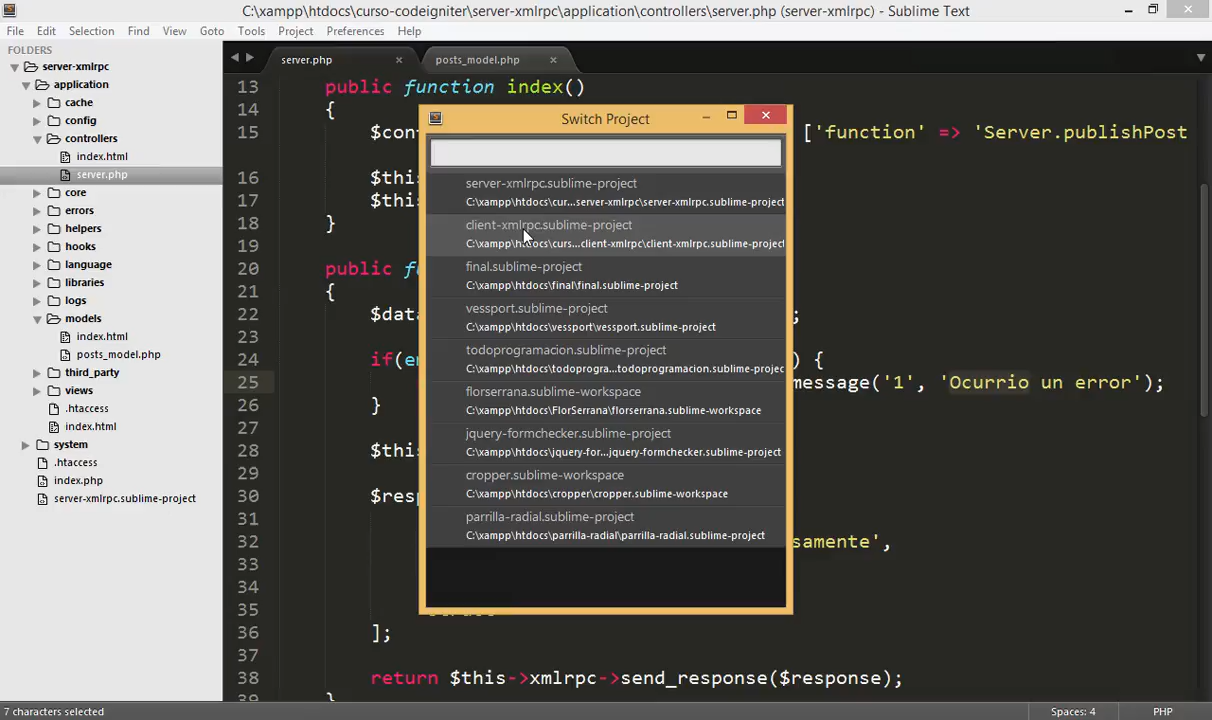 C:\xampp\htdocs\curso-codeigniter\server-xmlrpc\application\controllers\server.php (server-xmlrpc) - Sublime Text
File Edit Selection Find View Goto Tools Project Preferences Help
FOLDERS
server-xmlrpc
application
cache
config
controllers
index.html
server.php
core
errors
helpers
hooks
language
libraries
logs
models
index.html
posts_model.php
third_party
views
.htaccess
index.html
system
.htaccess
index.php
server-xmlrpc.sublime-project
server.php × posts_model.php ×
13 public function index()
14 {
15 $con ['function' => 'Server.publishPost
16 $this
17 $this
18 }
19
20 public fu
21 {
22 $data ;
23
24 if(e ) {
25 message('1', 'Ocurrio un error');
26 }
27
28 $this
29
30 $resp
31
32 samente',
33
34
35
36 ];
37
38 return $this->xmlrpc->send_response($response);
39 }
Switch Project
server-xmlrpc.sublime-project
C:\xampp\htdocs\cur...server-xmlrpc\server-xmlrpc.sublime-project
client-xmlrpc.sublime-project
C:\xampp\htdocs\curs...client-xmlrpc\client-xmlrpc.sublime-project
final.sublime-project
C:\xampp\htdocs\final\final.sublime-project
vessport.sublime-project
C:\xampp\htdocs\vessport\vessport.sublime-project
todoprogramacion.sublime-project
C:\xampp\htdocs\todoprogra...todoprogramacion.sublime-projec
florserrana.sublime-workspace
C:\xampp\htdocs\FlorSerrana\florserrana.sublime-workspace
jquery-formchecker.sublime-project
C:\xampp\htdocs\jquery-for...jquery-formchecker.sublime-project
cropper.sublime-workspace
C:\xampp\htdocs\cropper\cropper.sublime-workspace
parrilla-radial.sublime-project
C:\xampp\htdocs\parrilla-radial\parrilla-radial.sublime-project
7 characters selected
Spaces: 4 PHP